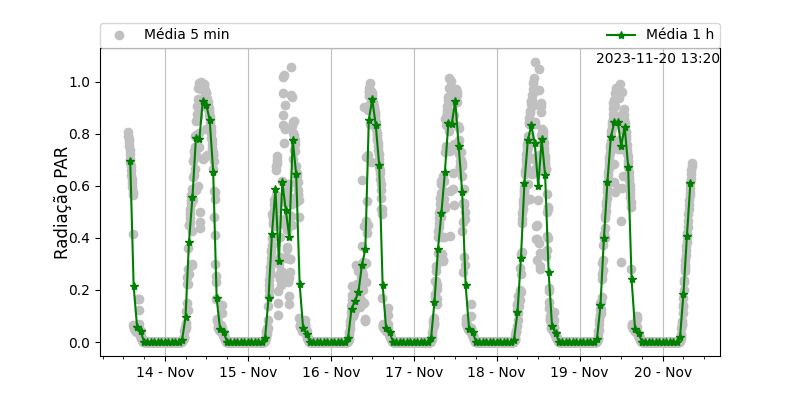 Média 5 min
Média 1 h
2023-11-20 13:20
Radiação PAR
1.0
0.8
0.6
0.4
0.2
0.0
14 - Nov
15 - Nov
16 - Nov
17 - Nov
18 - Nov
19 - Nov
20 - Nov